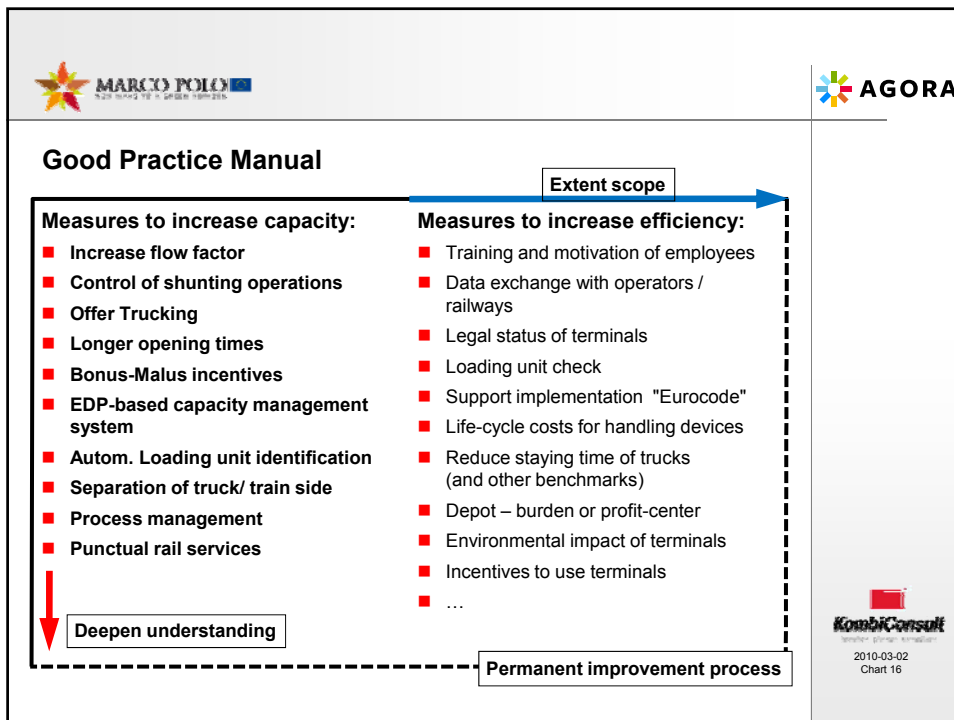 MARCO POLO
AGORA
Good Practice Manual
Extent scope
Measures to increase capacity:
Increase flow factor
Control of shunting operations
Offer Trucking
Longer opening times
Bonus-Malus incentives
EDP-based capacity management
system
Autom. Loading unit identification
Separation of truck/ train side
Process management
Punctual rail services
Deepen understanding
Measures to increase efficiency:
Training and motivation of employees
Data exchange with operators /
railways
Legal status of terminals
Loading unit check
Support implementation "Eurocode"
Life-cycle costs for handling devices
Reduce staying time of trucks
(and other benchmarks)
Depot – burden or profit-center
Environmental impact of terminals
Incentives to use terminals
…
Permanent improvement process
KombiConsult
2010-03-02
Chart 16